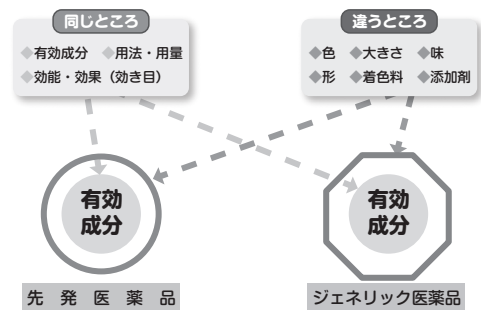 同じところ
◆有効成分 ◆用法・用量
◆効能・効果（効き目）
違うところ
◆色 ◆大きさ ◆味
◆形 ◆着色料 ◆添加剤
有効
成分
有効
成分
先発医薬品
ジェネリック医薬品